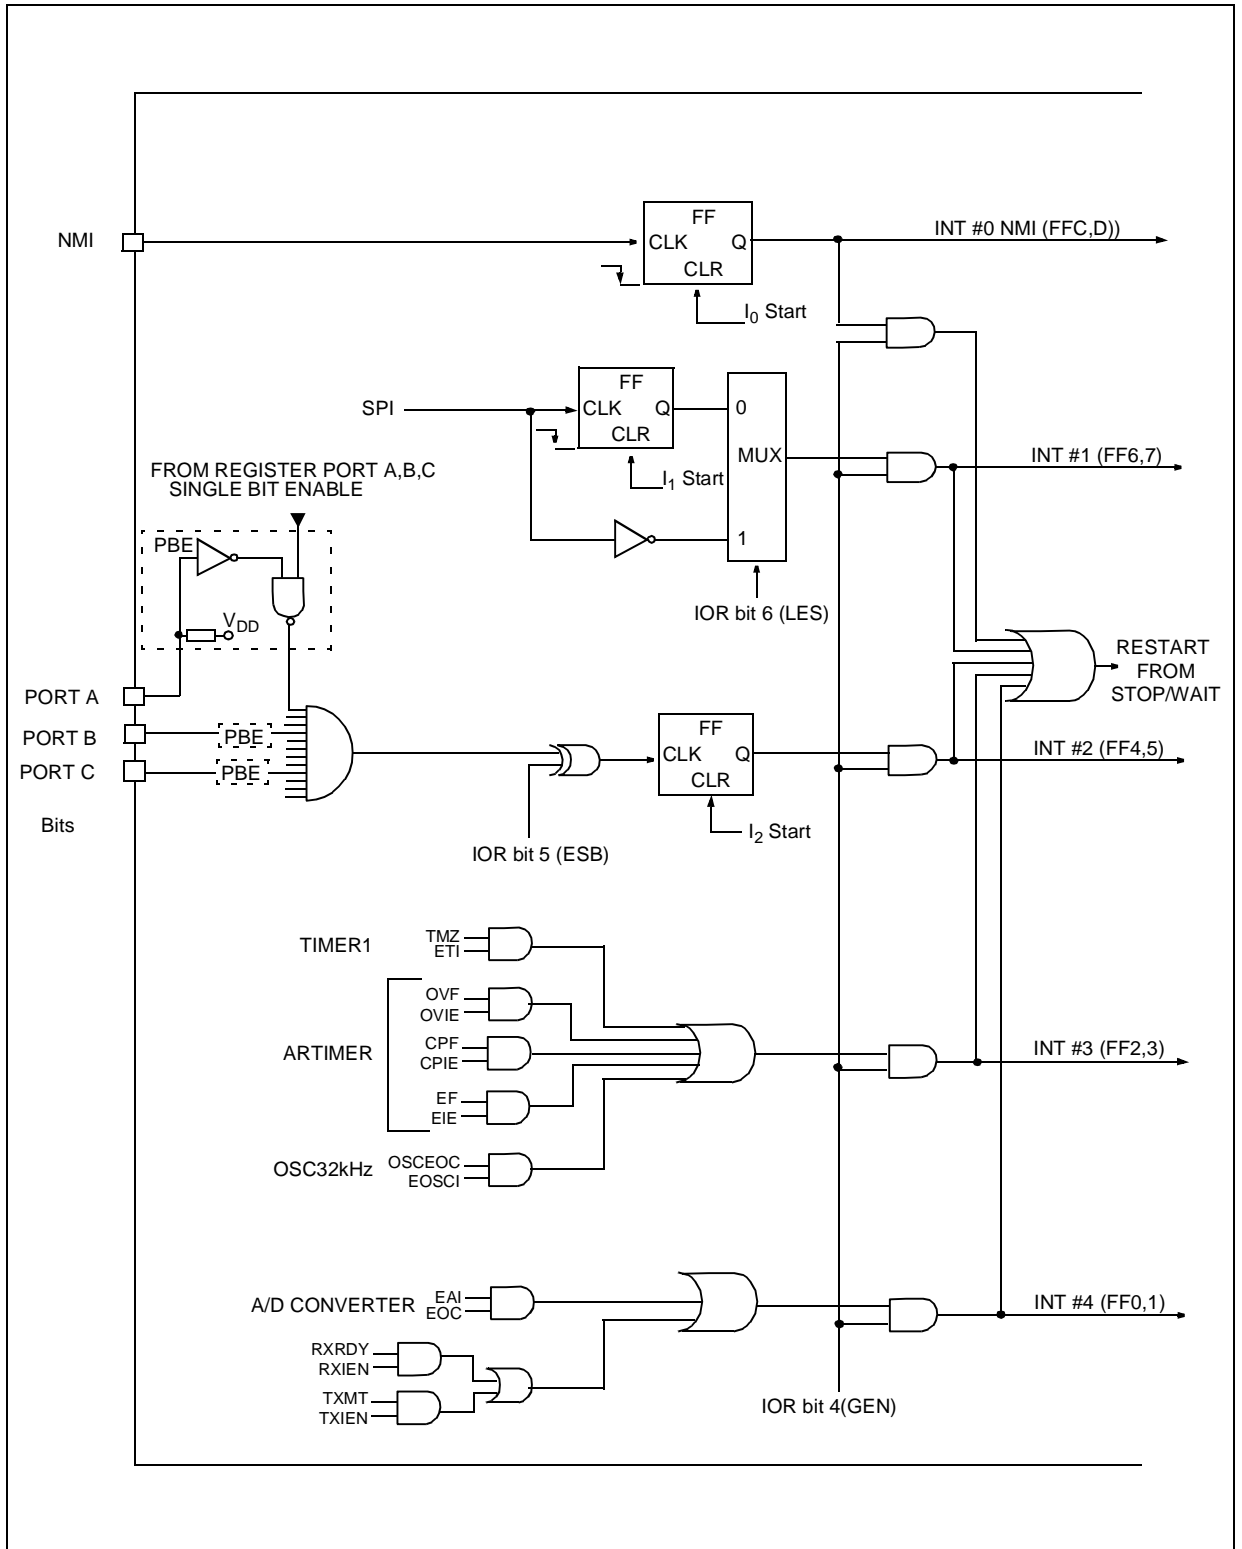 FF
NMI
CLK
Q
CLR
INT #0 NMI (FFC,D))
I0 Start
FF
SPI
CLK
Q
CLR
0
MUX
1
I1 Start
INT #1 (FF6,7)
FROM REGISTER PORT A,B,C
SINGLE BIT ENABLE
PBE
VDD
IOR bit 6 (LES)
RESTART
FROM
STOP/WAIT
PORT A
PORT B
PBE
PORT C
PBE
Bits
FF
CLK
Q
CLR
INT #2 (FF4,5)
I2 Start
IOR bit 5 (ESB)
TIMER1
TMZ
ETI
ARTIMER
OVF
OVIE
CPF
CPIE
EF
EIE
INT #3 (FF2,3)
OSC32kHz
OSCEOC
EOSCI
A/D CONVERTER
EAI
EOC
INT #4 (FF0,1)
RXRDY
RXIEN
TXMT
TXIEN
IOR bit 4(GEN)